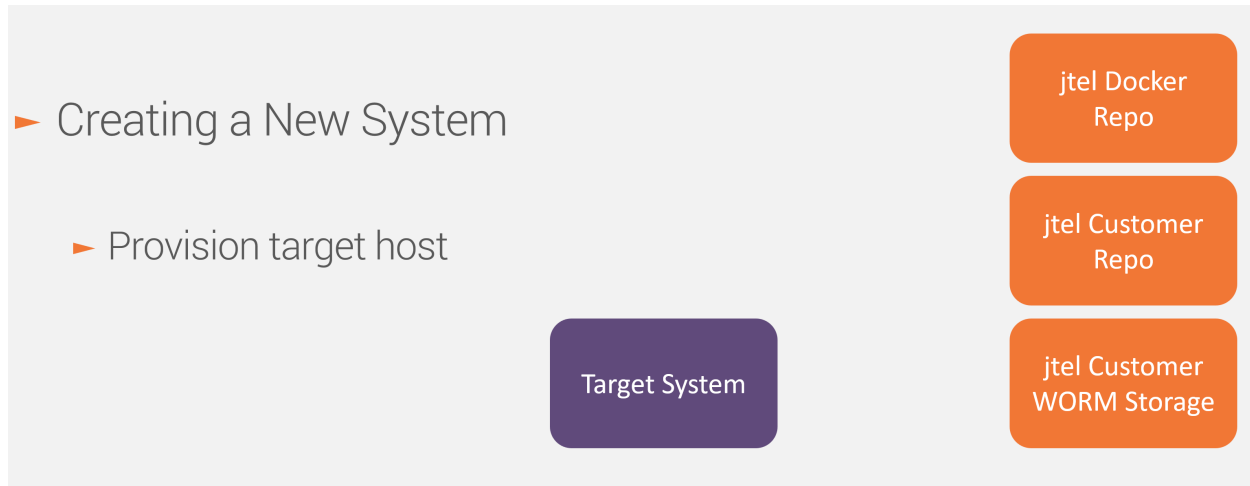 Creating a New System
Provision target host
Target System
jtel Docker
Repo
jtel Customer
Repo
jtel Customer
WORM Storage